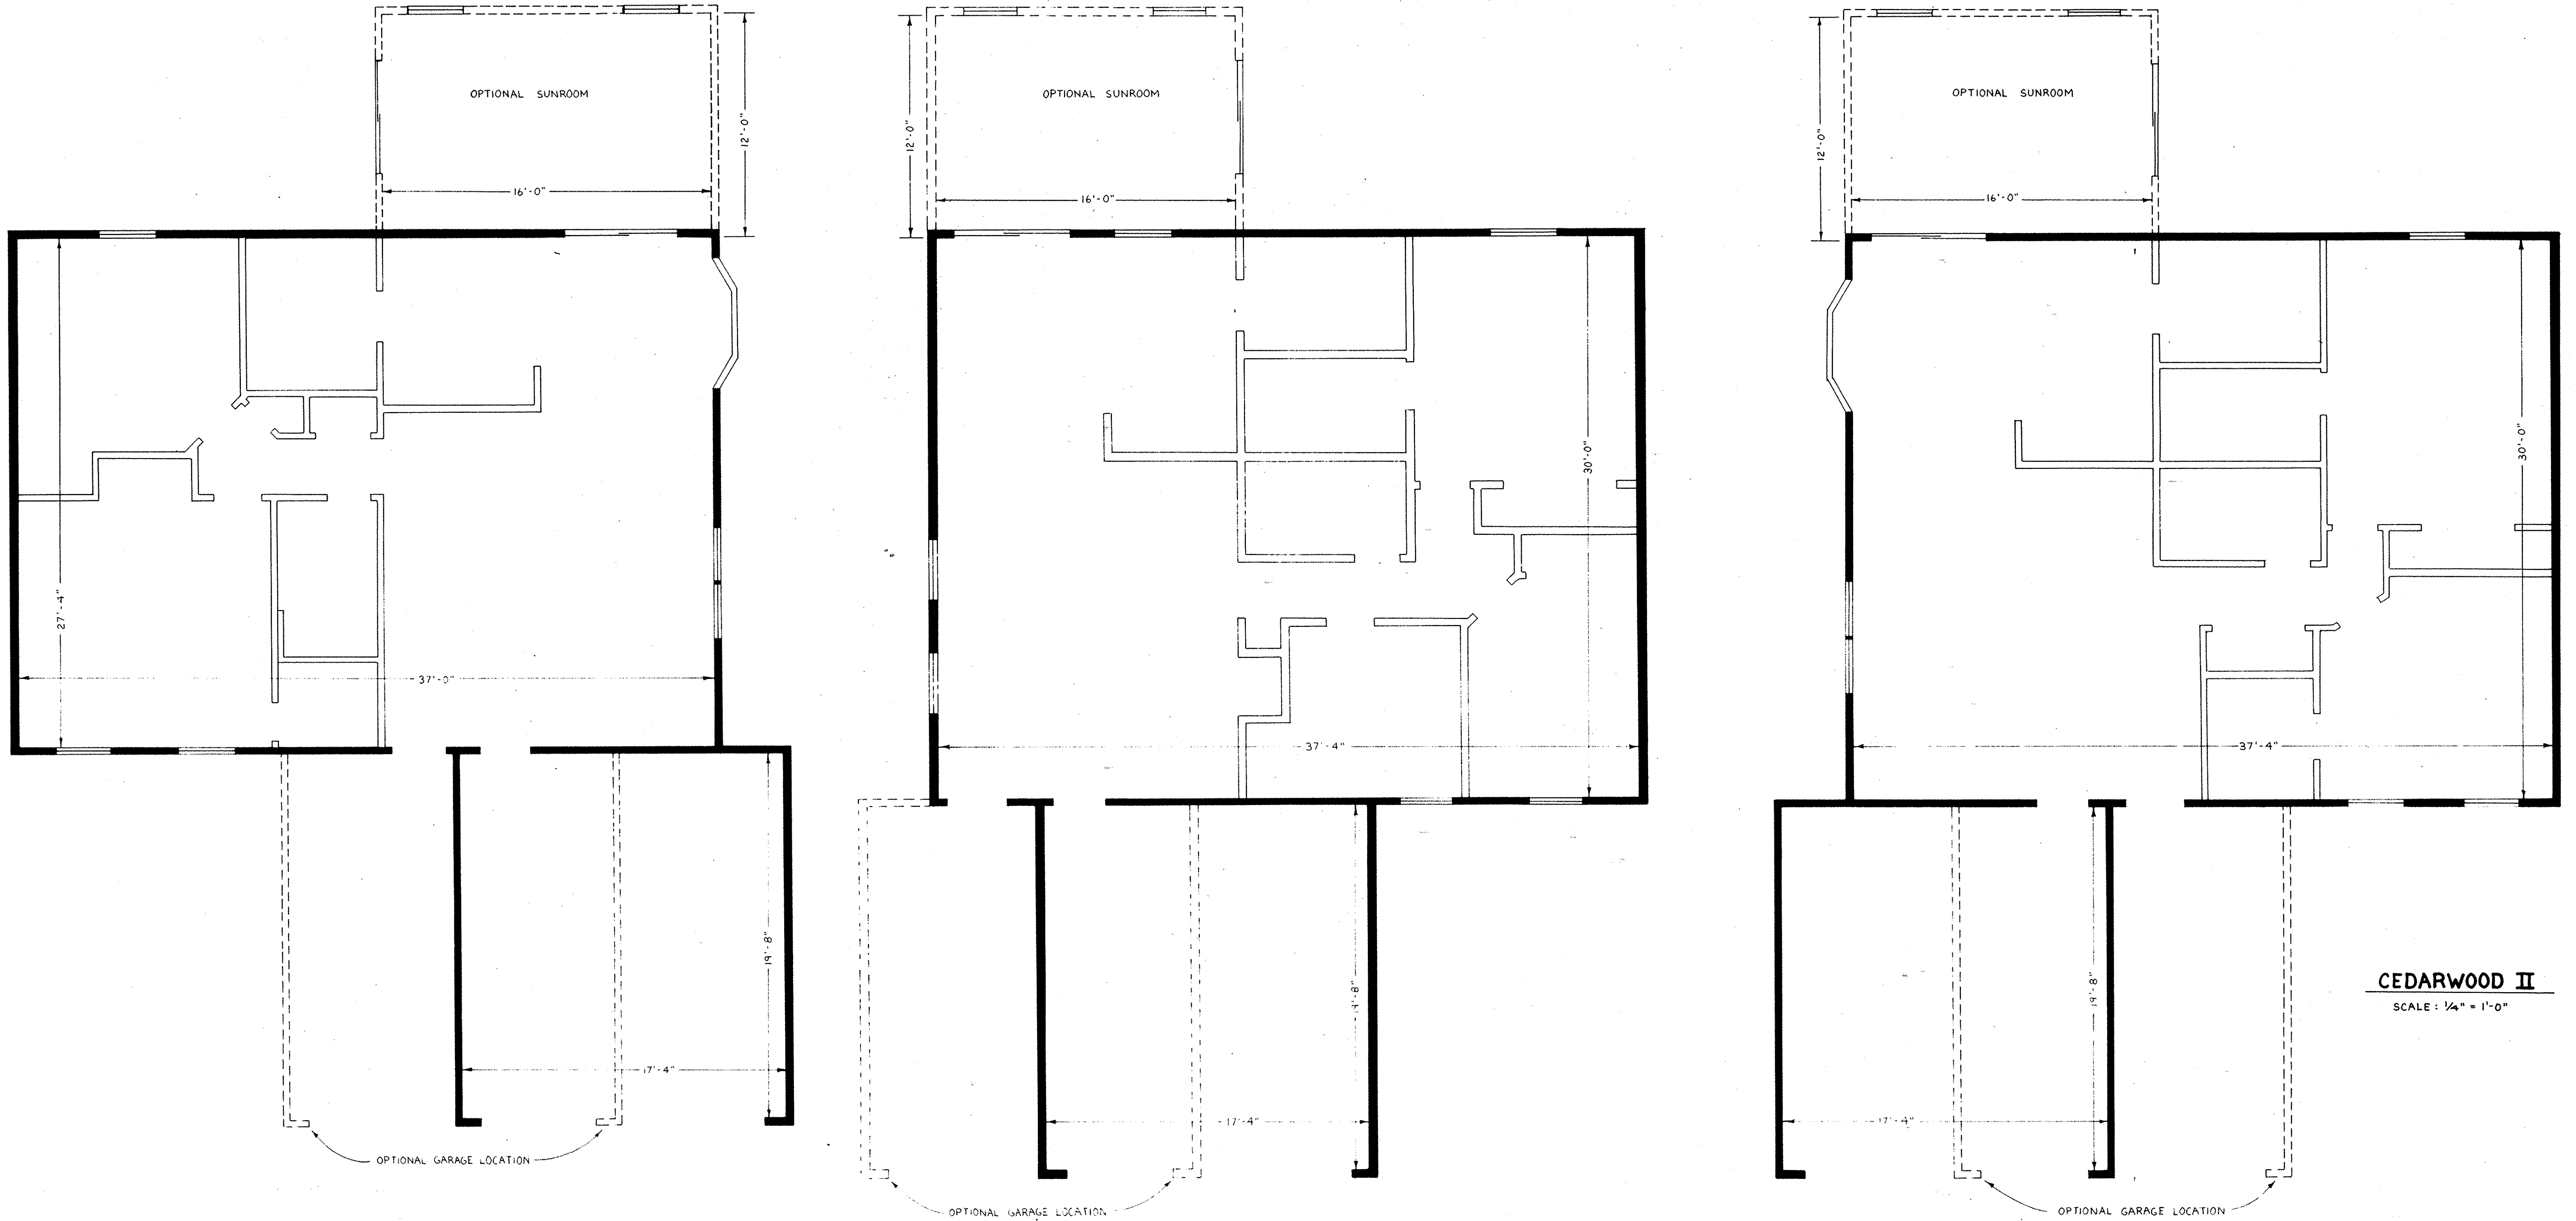 OPTIONAL SUNROOM
12'-0"
16'-0"
27'-4"
37'-0"
19'-8"
17'-4"
OPTIONAL GARAGE LOCATION
OPTIONAL SUNROOM
12'-0"
16'-0"
30'-0"
37'-4"
19'-8"
17'-4"
OPTIONAL GARAGE LOCATION
OPTIONAL SUNROOM
12'-0"
16'-0"
30'-0"
37'-4"
19'-8"
17'-4"
OPTIONAL GARAGE LOCATION
CEDARWOOD II
SCALE: 1/4" = 1'-0"